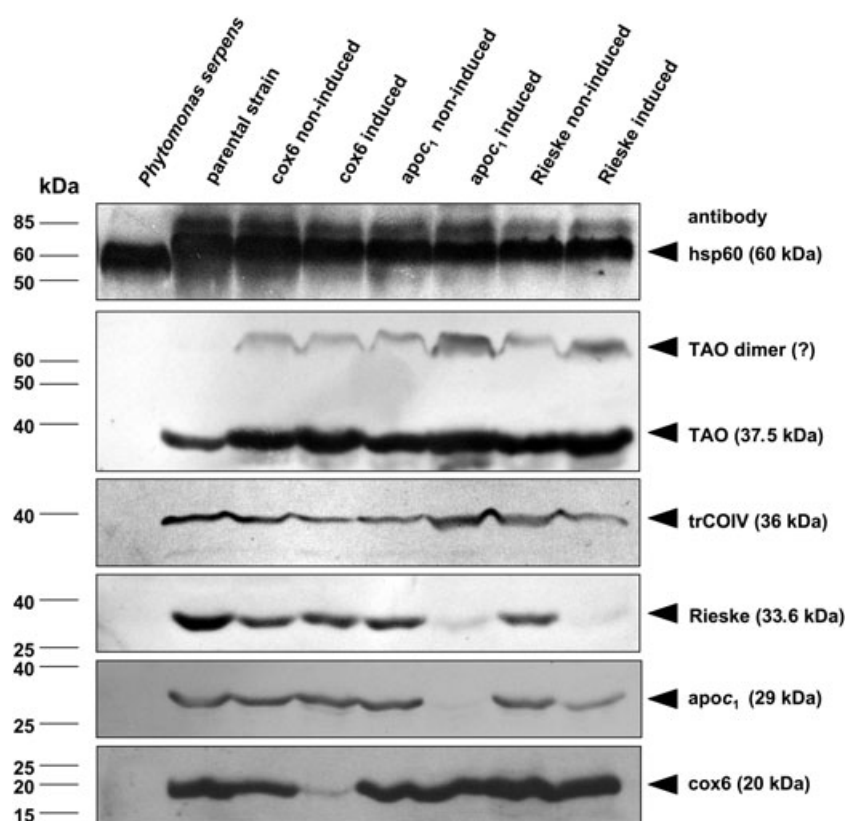 Phytomonas serpens
parental strain
cox6 non-induced
cox6 induced
apoc₁ non-induced
apoc₁ induced
Rieske non-induced
Rieske induced
kDa
antibody
85
60
50
hsp60 (60 kDa)
TAO dimer (?)
60
50
40
TAO (37.5 kDa)
40
trCOIV (36 kDa)
40
25
Rieske (33.6 kDa)
40
25
apoc₁ (29 kDa)
25
20
15
cox6 (20 kDa)